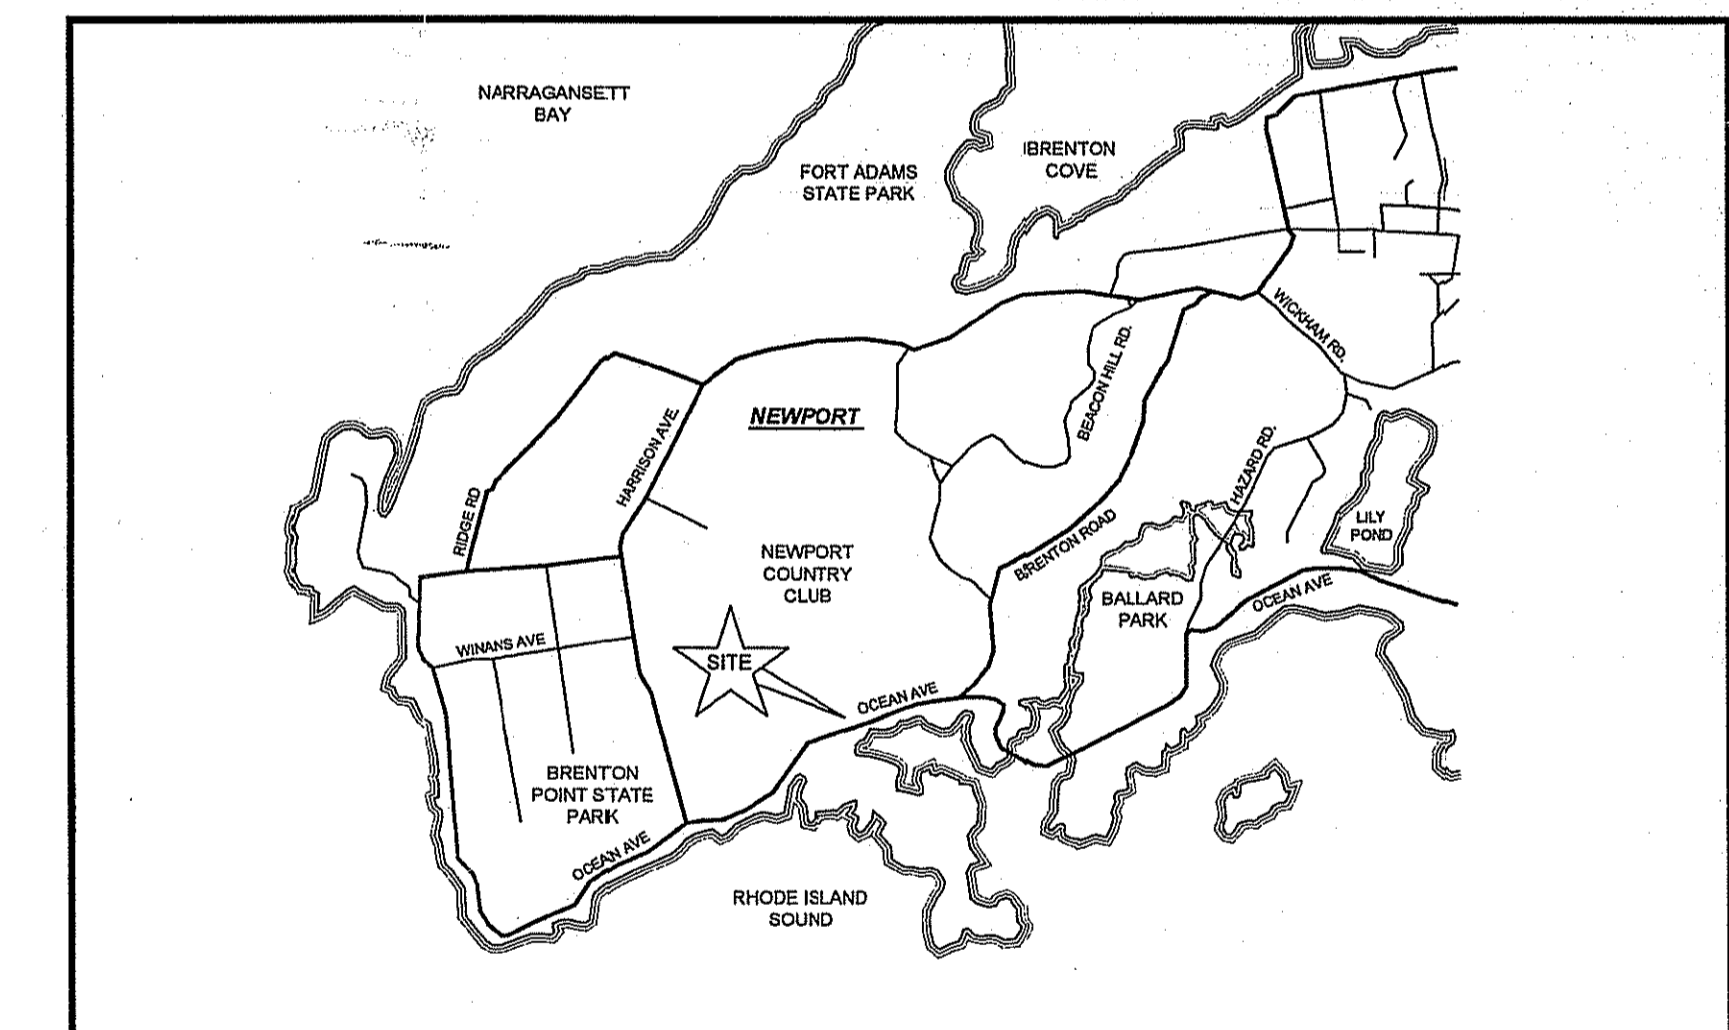 NARRAGANSETT
BAY
FORT ADAMS
STATE PARK
BRENTON
COVE
WICKHAM RD.
BEACON HILL RD.
NEWPORT
HARRISON AVE.
HAZARD RD.
RIDGE RD
LILY
POND
BRENTON ROAD
NEWPORT
COUNTRY
CLUB
OCEAN AVE
BALLARD
PARK
WINANS AVE
SITE
OCEAN AVE
BRENTON
POINT STATE
PARK
OCEAN AVE
RHODE ISLAND
SOUND